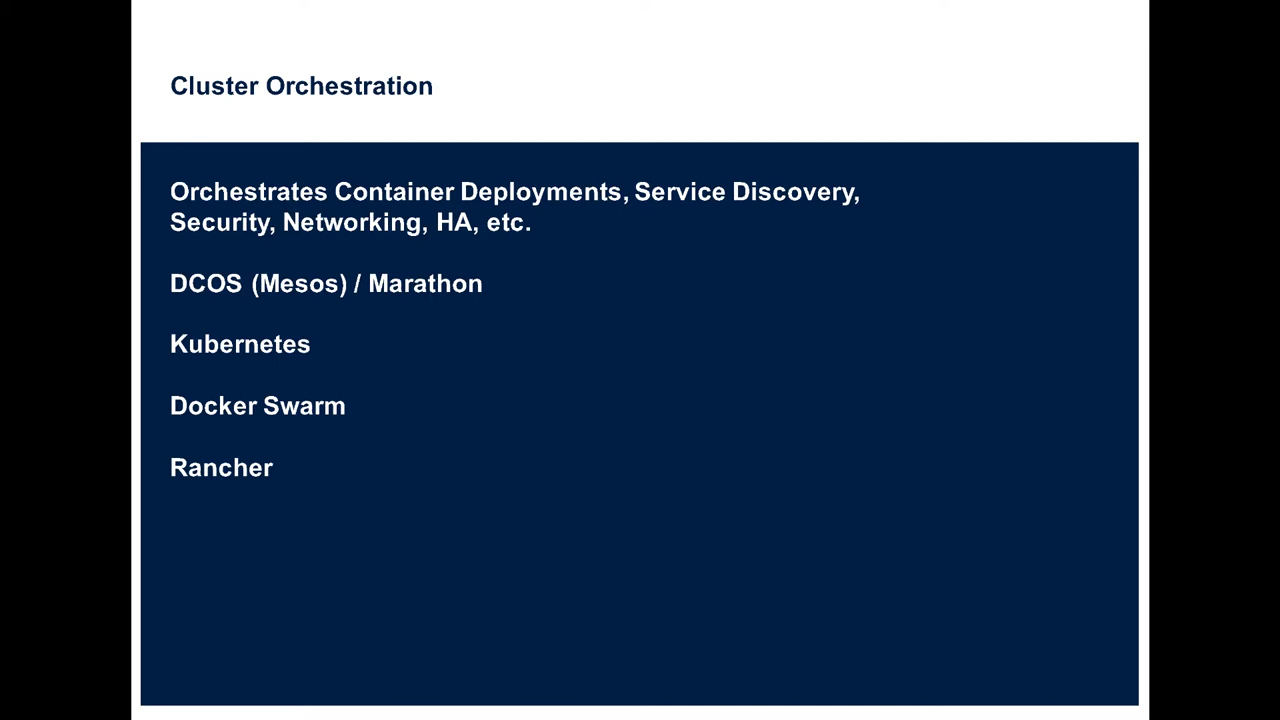 Cluster Orchestration
Orchestrates Container Deployments, Service Discovery,
Security, Networking, HA, etc.
DCOS (Mesos) / Marathon
Kubernetes
Docker Swarm
Rancher